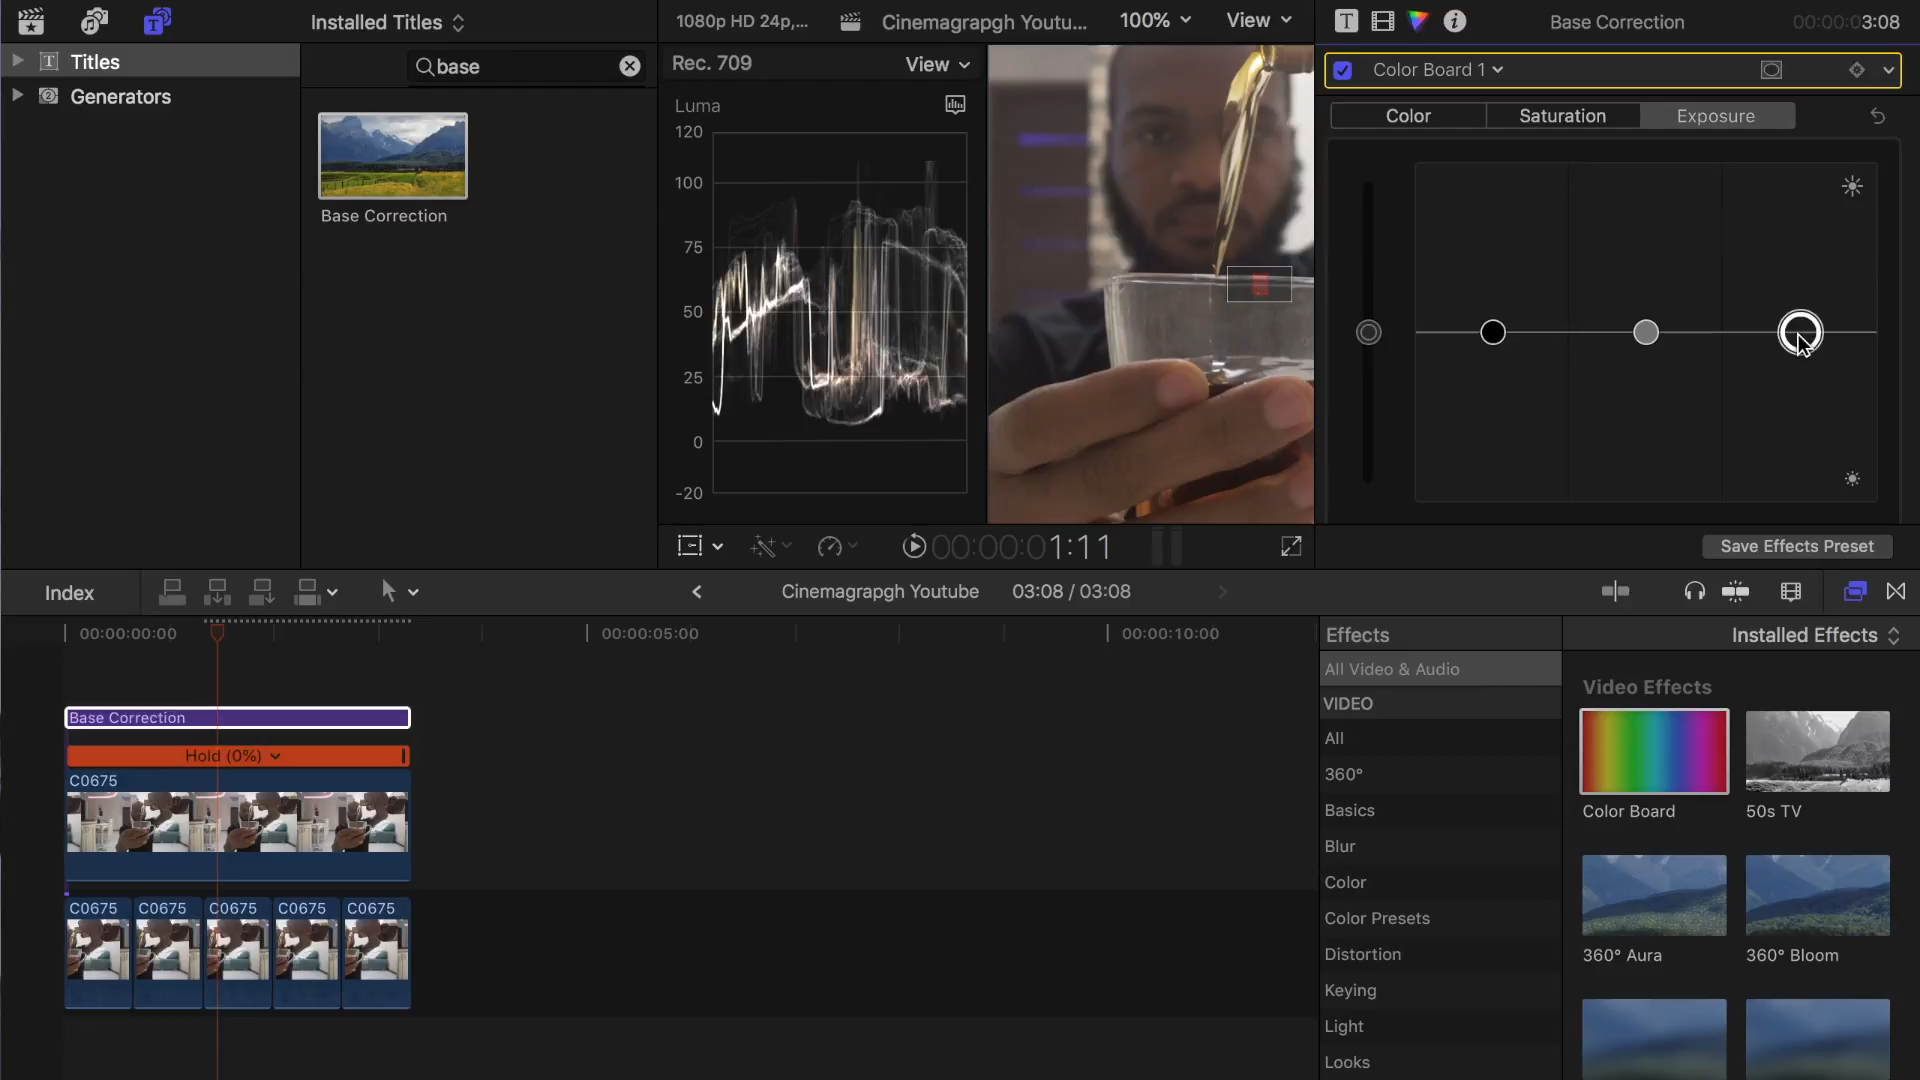 Installed Titles
1080p HD 24p,...
Cinemagrapgh Youtu...
100%
View
Base Correction
00:00:03:08
Titles
base
Generators
Base Correction
Rec. 709
View
Luma
120
100
75
50
25
0
-20
Color Board 1
Color
Saturation
Exposure
Save Effects Preset
00:00:01:11
Index
Cinemagrapgh Youtube
03:08 / 03:08
00:00:00:00
00:00:05:00
00:00:10:00
Base Correction
Hold (0%)
C0675
C0675
C0675
C0675
C0675
C0675
Effects
Installed Effects
All Video & Audio
VIDEO
All
360°
Basics
Blur
Color
Color Presets
Distortion
Keying
Light
Looks
Video Effects
Color Board
50s TV
360° Aura
360° Bloom